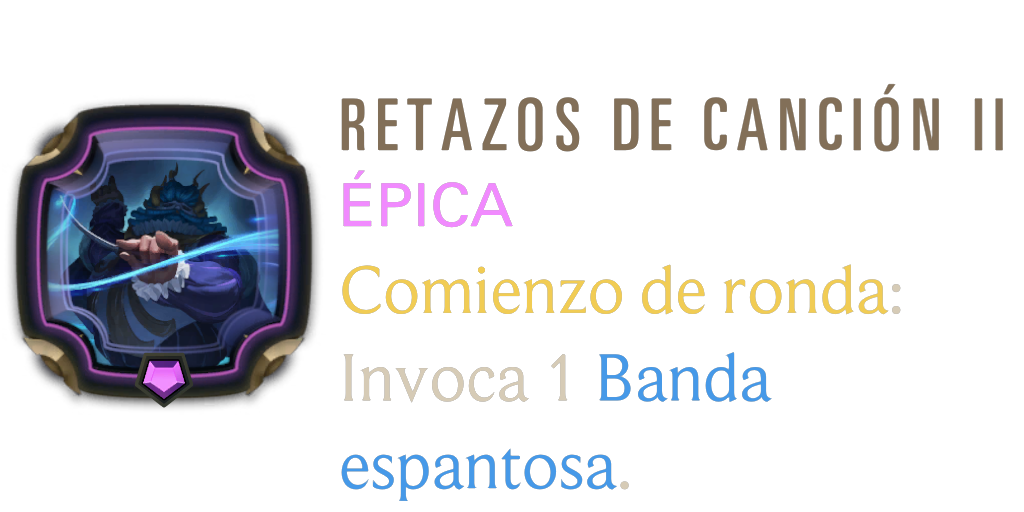 RETAZOS DE CANCIÓN II
ÉPICA
Comienzo de ronda:
Invoca 1 Banda
espantosa.